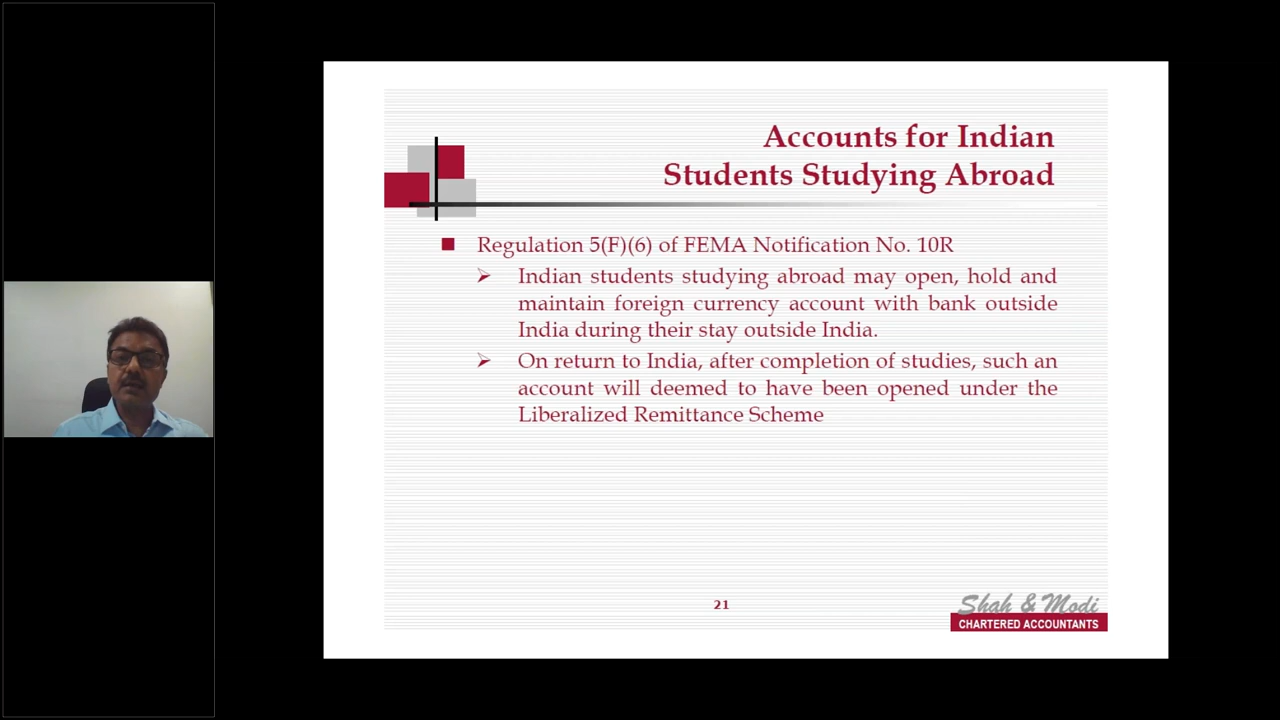 Accounts for Indian
Students Studying Abroad
Regulation 5(F)(6) of FEMA Notification No. 10R
Indian students studying abroad may open, hold and
maintain foreign currency account with bank outside
India during their stay outside India.
On return to India, after completion of studies, such an
account will deemed to have been opened under the
Liberalized Remittance Scheme
21
Shah & Modi
CHARTERED ACCOUNTANTS